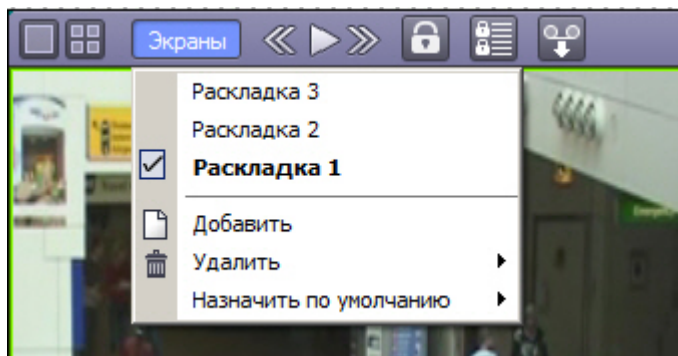 Экраны
Раскладка 3
Раскладка 2
Раскладка 1
Добавить
Удалить
Назначить по умолчанию